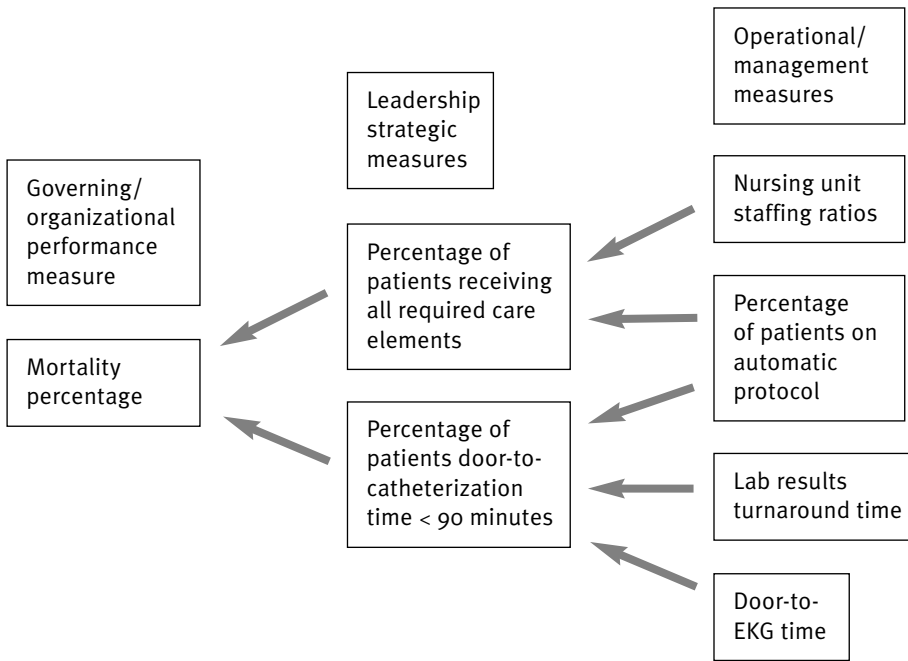 Governing/
organizational
performance
measure
Mortality
percentage
Leadership
strategic
measures
Percentage of
patients receiving
all required care
elements
Percentage of
patients door-to-
catheterization
time < 90 minutes
Operational/
management
measures
Nursing unit
staffing ratios
Percentage
of patients on
automatic
protocol
Lab results
turnaround time
Door-to-
EKG time